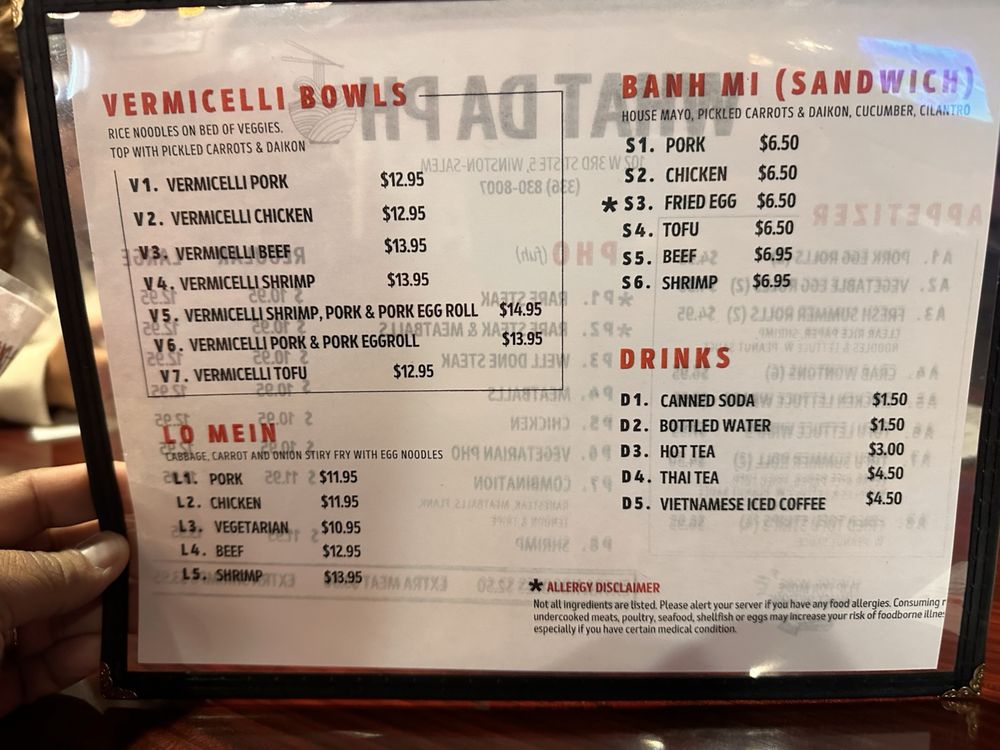 VERMICELLI BOWLS
RICE NOODLES ON BED OF VEGGIES.
TOP WITH PICKLED CARROTS & DAIKON
V1. VERMICELLI PORK $12.95
V2. VERMICELLI CHICKEN $12.95
V3. VERMICELLI BEEF $13.95
V4. VERMICELLI SHRIMP $13.95
V5. VERMICELLI SHRIMP, PORK & PORK EGG ROLL $14.95
V6. VERMICELLI PORK & PORK EGGROLL $13.95
V7. VERMICELLI TOFU $12.95
LO MEIN
CABBAGE, CARROT AND ONION STIRY FRY WITH EGG NOODLES
L1. PORK $11.95
L2. CHICKEN $11.95
L3. VEGETARIAN $10.95
L4. BEEF $12.95
L5. SHRIMP $13.95
BANH MI (SANDWICH)
HOUSE MAYO, PICKLED CARROTS & DAIKON, CUCUMBER, CILANTRO
S1. PORK $6.50
S2. CHICKEN $6.50
* S3. FRIED EGG $6.50
S4. TOFU $6.50
S5. BEEF $6.95
S6. SHRIMP $6.95
DRINKS
D1. CANNED SODA $1.50
D2. BOTTLED WATER $1.50
D3. HOT TEA $3.00
D4. THAI TEA $4.50
D5. VIETNAMESE ICED COFFEE $4.50
* ALLERGY DISCLAIMER
Not all ingredients are listed. Please alert your server if you have any food allergies. Consuming r
undercooked meats, poultry, seafood, shellfish or eggs may increase your risk of foodborne illne
especially if you have certain medical condition.